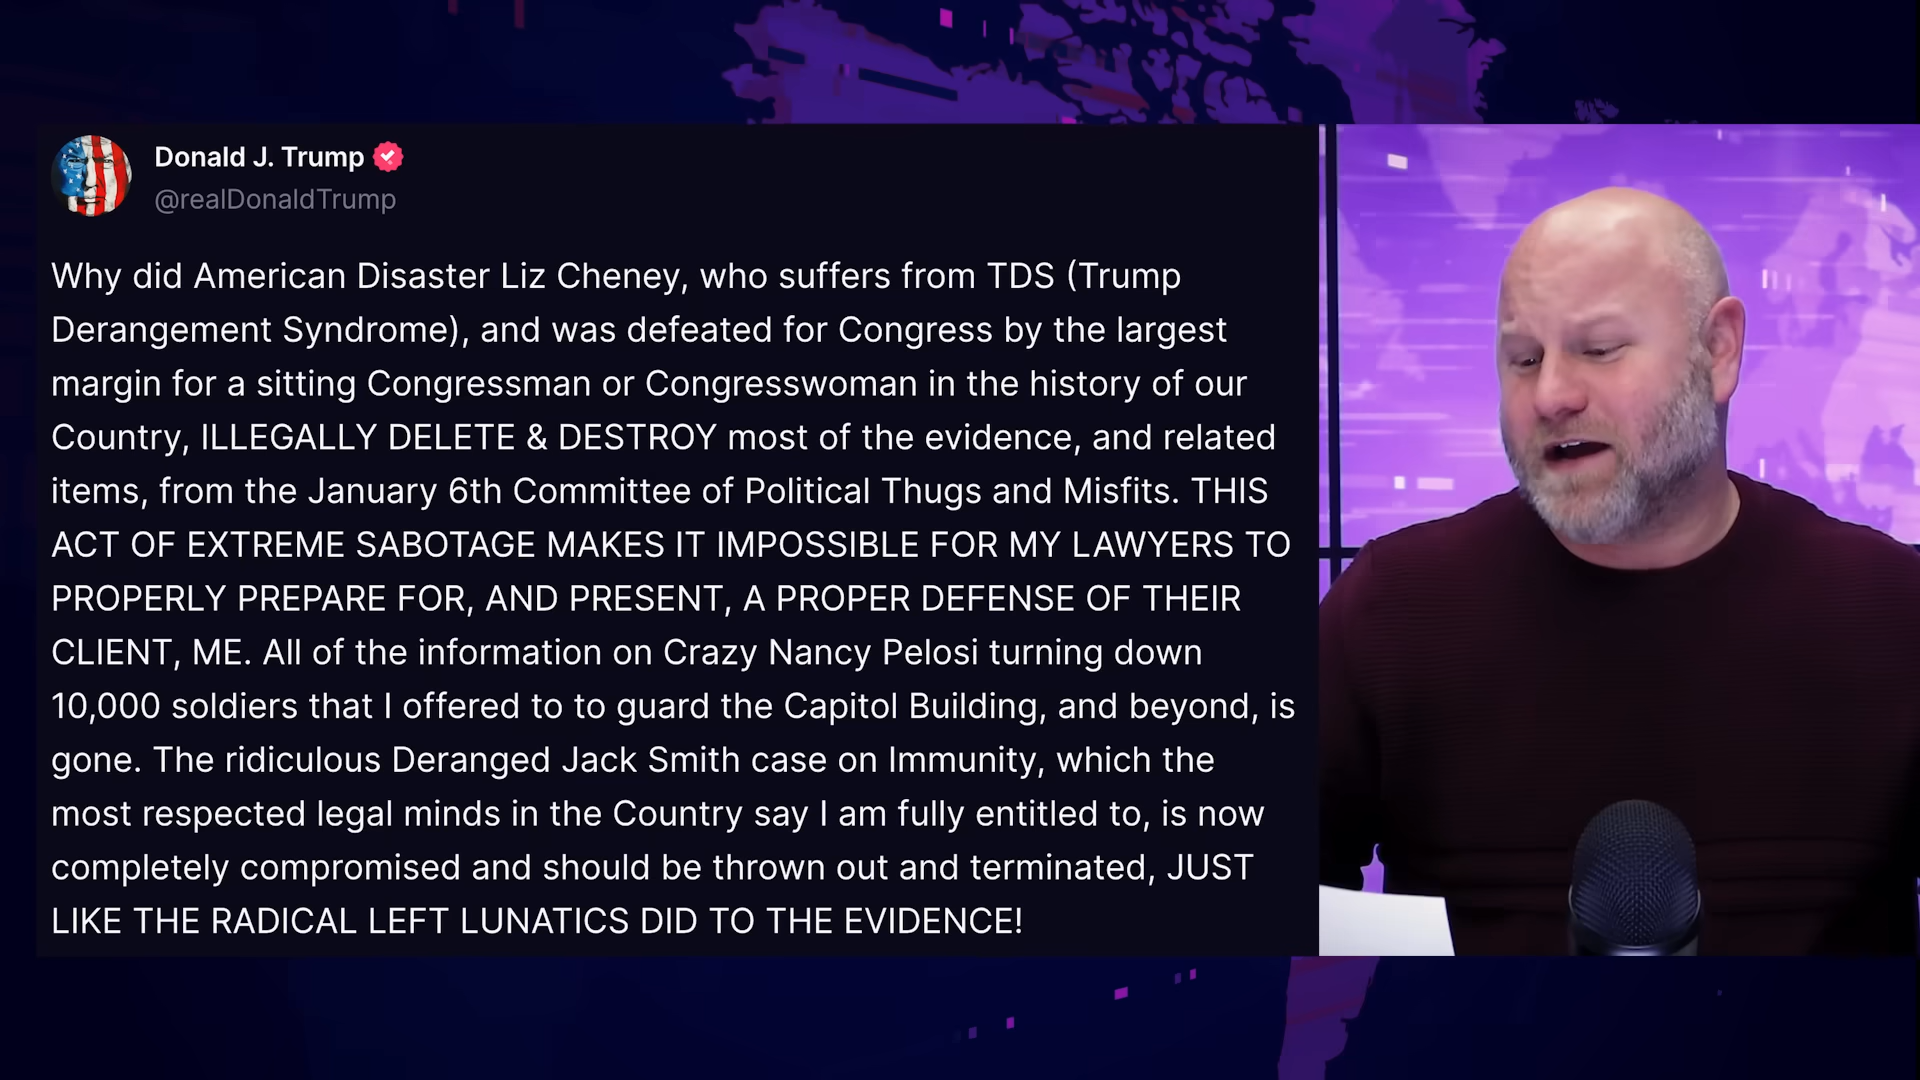 Donald J. Trump
@realDonaldTrump
Why did American Disaster Liz Cheney, who suffers from TDS (Trump
Derangement Syndrome), and was defeated for Congress by the largest
margin for a sitting Congressman or Congresswoman in the history of our
Country, ILLEGALLY DELETE & DESTROY most of the evidence, and related
items, from the January 6th Committee of Political Thugs and Misfits. THIS
ACT OF EXTREME SABOTAGE MAKES IT IMPOSSIBLE FOR MY LAWYERS TO
PROPERLY PREPARE FOR, AND PRESENT, A PROPER DEFENSE OF THEIR
CLIENT, ME. All of the information on Crazy Nancy Pelosi turning down
10,000 soldiers that I offered to to guard the Capitol Building, and beyond, is
gone. The ridiculous Deranged Jack Smith case on Immunity, which the
most respected legal minds in the Country say I am fully entitled to, is now
completely compromised and should be thrown out and terminated, JUST
LIKE THE RADICAL LEFT LUNATICS DID TO THE EVIDENCE!